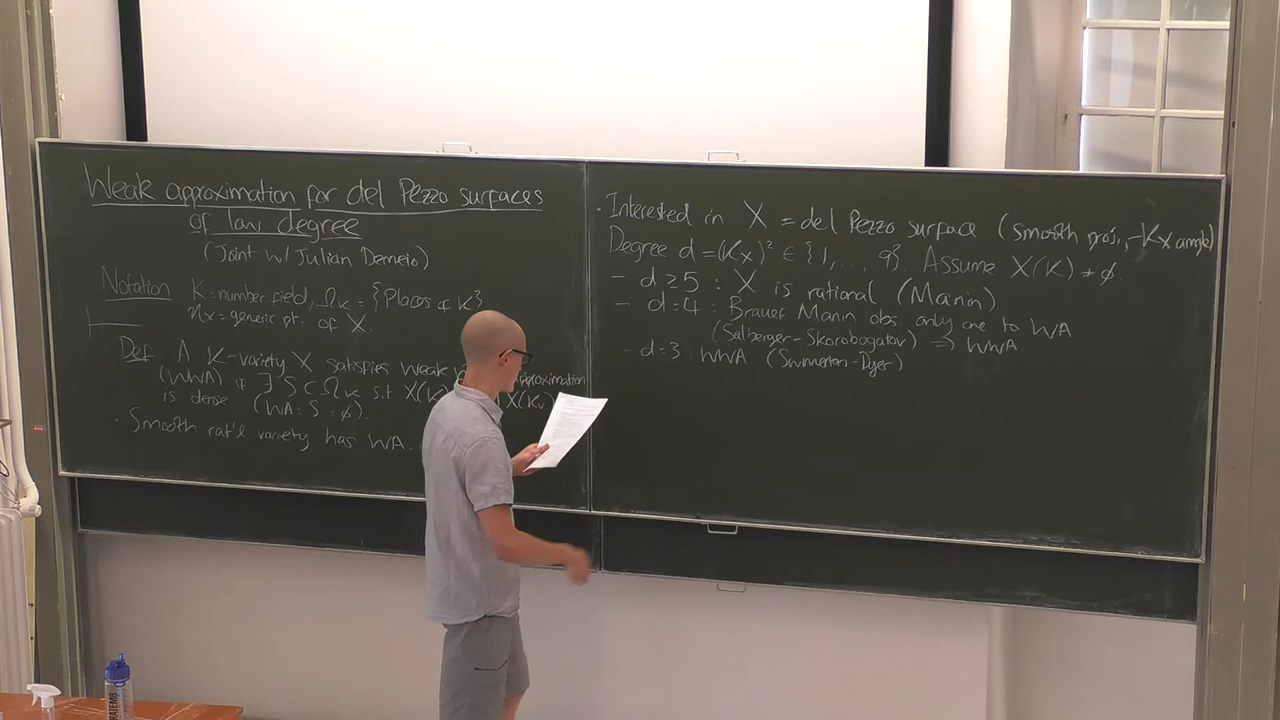 Weak approximation for del Pezzo surfaces
of low degree
(Joint w/ Julian Demeio)
Notation K = number field, Ω_K = {Places of K}
η_X = generic pt. of X.
Def: A K-variety X satisfies weak approximation
(WWA) if ∃ S ⊂ Ω_K s.t. X(K) X(K_v)
is dense (WA: S = ∅).
· Smooth rat'l variety has WA.
· Interested in X = del Pezzo surface (smooth proj., -K_X ample)
Degree d = (K_X)² ∈ {1, ..., 9}. Assume X(K) ≠ ∅.
- d ≥ 5 : X is rational (Manin).
- d = 4 : Brauer Manin obs. only one to WA
(Salberger-Skorobogatov) ⇒ WWA.
- d = 3 : WWA (Swinnerton-Dyer)